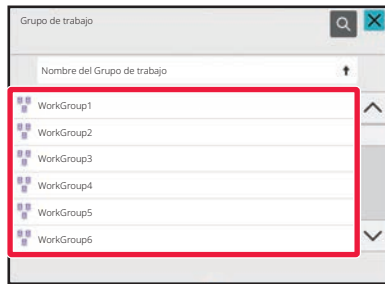 Grupo de trabajo
Nombre del Grupo de trabajo
WorkGroup1
WorkGroup2
WorkGroup3
WorkGroup4
WorkGroup5
WorkGroup6